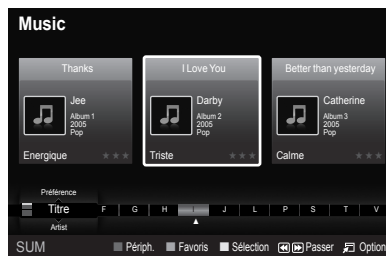 Music
Thanks
Jee
Album 1
2005
Pop
Energique
I Love You
Darby
Album 2
2005
Pop
Triste
Better than yesterday
Catherine
Album 3
2005
Pop
Calme
Préférence
Titre
Artist
F G H I J L P S T V
SUM Périph. Favoris Sélection Passer Option